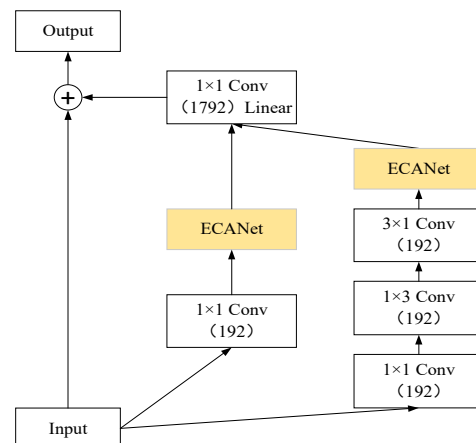 Output
+
1×1 Conv
（1792）Linear
ECANet
ECANet
3×1 Conv
（192）
1×1 Conv
（192）
1×3 Conv
（192）
1×1 Conv
（192）
Input